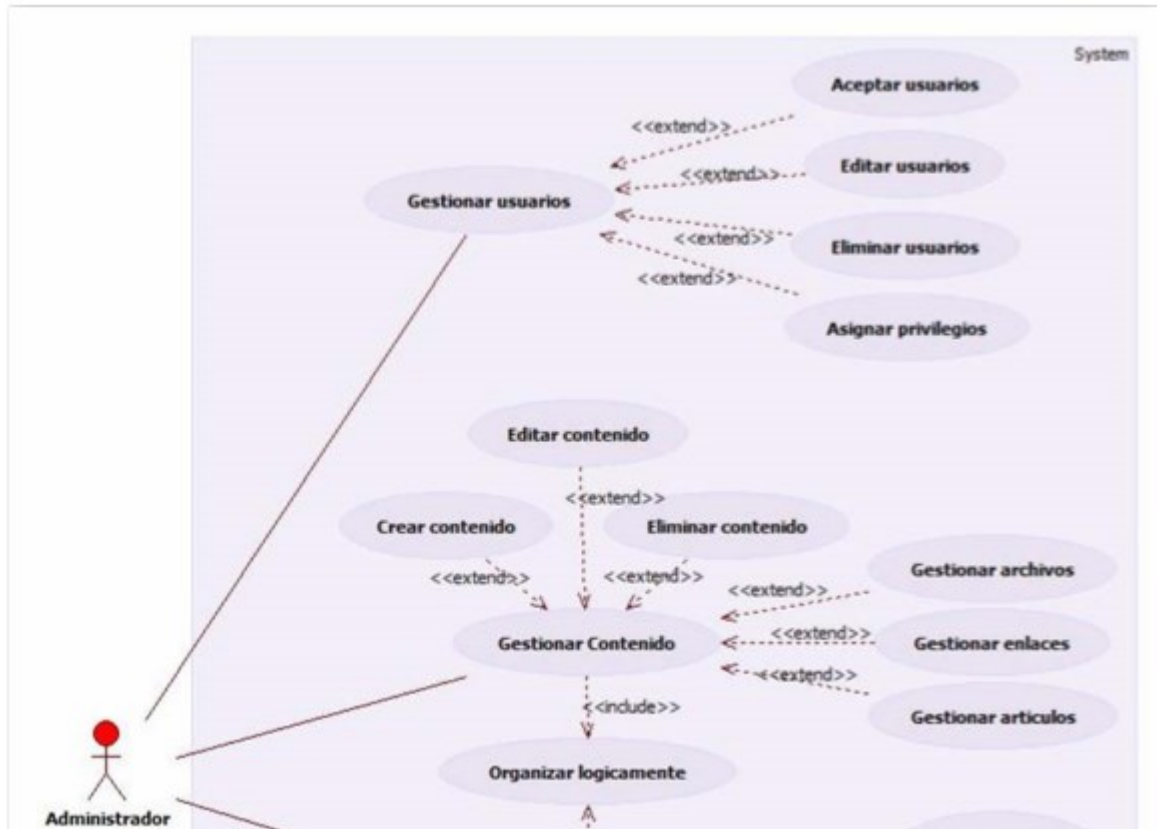 System
Aceptar usuarios
<<extend>>
Editar usuarios
<<extend>>
Gestionar usuarios
<<extend>>
Eliminar usuarios
<<extend>>
Asignar privilegios
Editar contenido
<<extend>>
Crear contenido
Eliminar contenido
<<extend>>
<<extend>>
Gestionar archivos
<<extend>>
Gestionar Contenido
<<extend>>
Gestionar enlaces
<<extend>>
<<include>>
Gestionar articulos
Organizar logicamente
Administrador